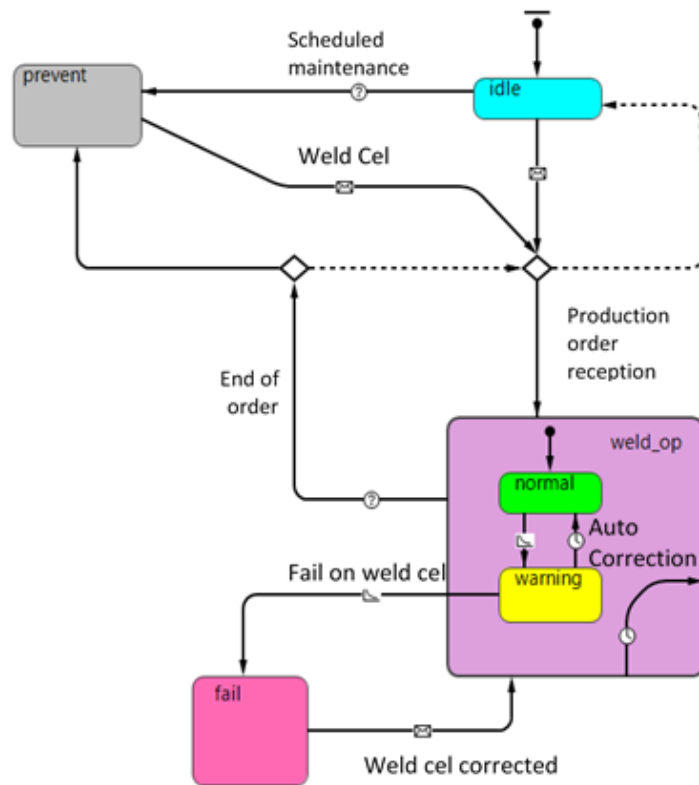 Scheduled
maintenance
prevent
idle
Weld Cel
Production
order
reception
End of
order
weld_op
normal
Auto
Correction
Fail on weld cel
warning
fail
Weld cel corrected